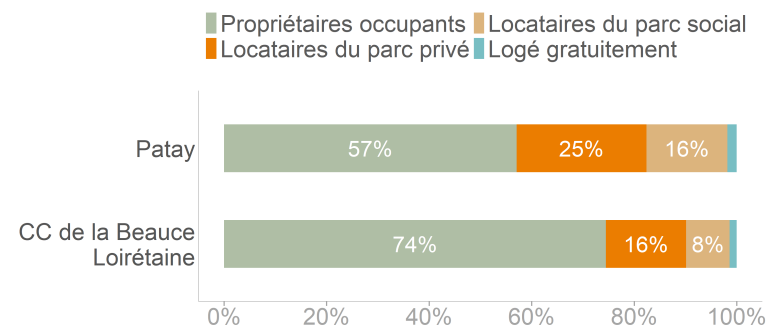 Propriétaires occupants Locataires du parc social
Locataires du parc privé Logé gratuitement
Patay 57% 25% 16%
CC de la Beauce
Loirétaine 74% 16% 8%
0% 20% 40% 60% 80% 100%